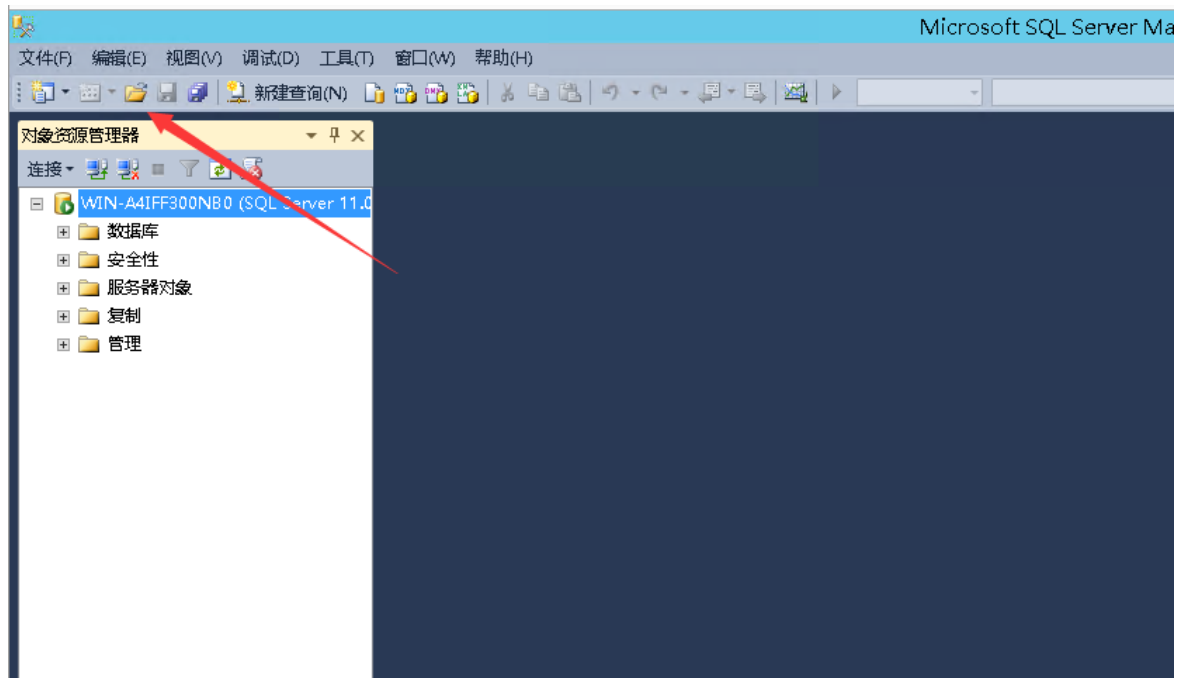 Microsoft SQL Server Ma
文件(F) 编辑(E) 视图(V) 调试(D) 工具(T) 窗口(W) 帮助(H)
新建查询(N)
对象资源管理器
连接
WIN-A4IFF300NB0 (SQL Server 11.0
数据库
安全性
服务器对象
复制
管理